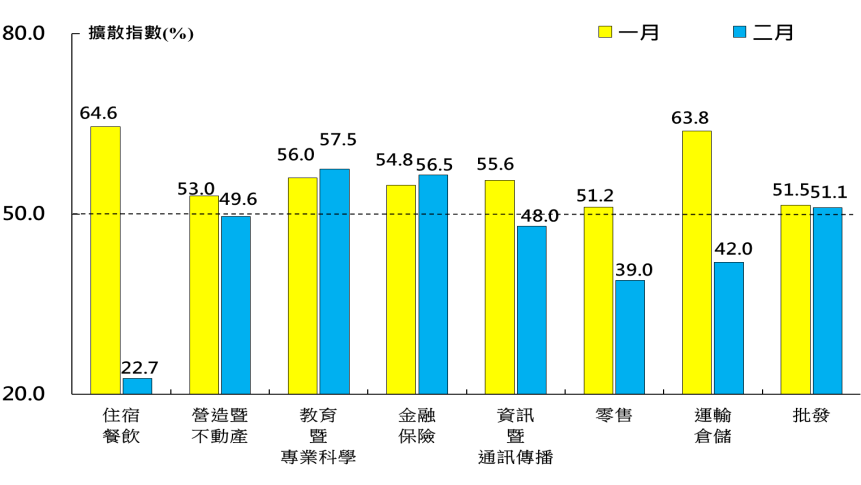 80.0
擴散指數(%)
一月
二月
64.6
63.8
57.5
56.0
54.8
56.5
55.6
53.0
49.6
51.2
51.5
51.1
50.0
48.0
39.0
42.0
22.7
20.0
住宿
餐飲
營造暨
不動產
教育
暨
專業科學
金融
保險
資訊
暨
通訊傳播
零售
運輸
倉儲
批發